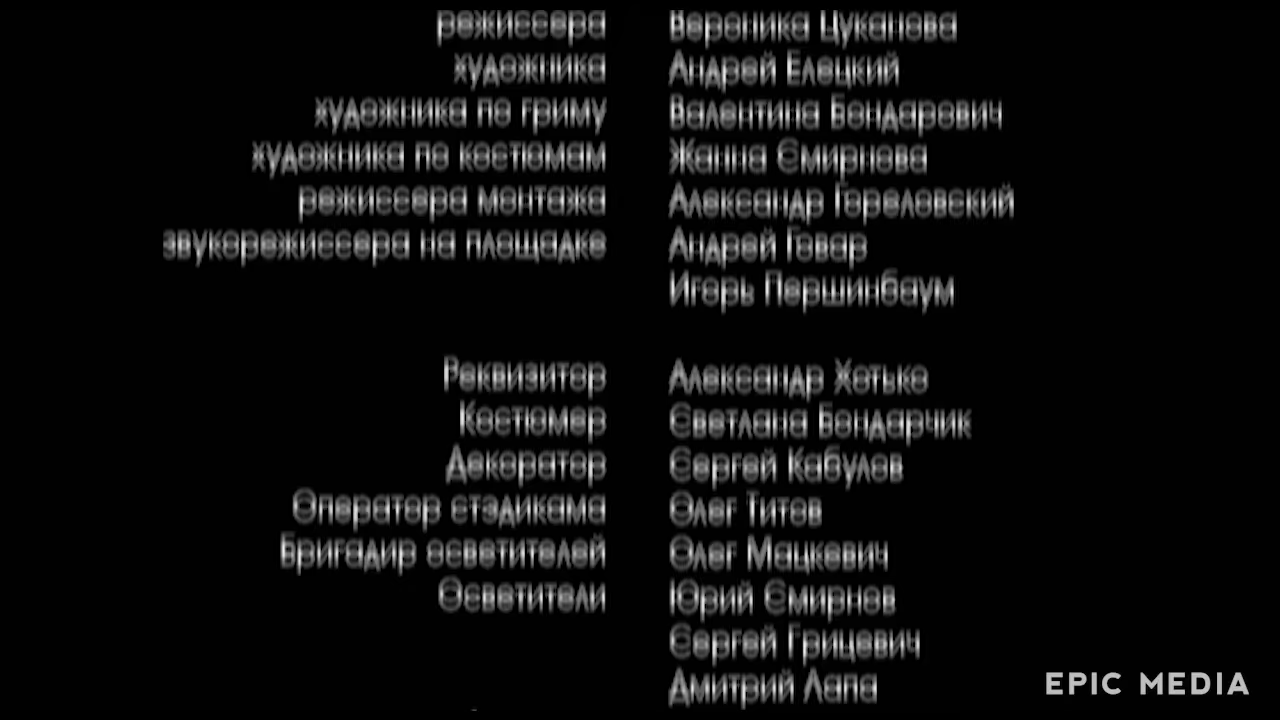 режиссера Вероника Цуканова
художника Андрей Елецкий
художника по гриму Валентина Бондарович
художника по костюмам Жанна Смирнова
режиссера монтажа Александр Гореловский
звукорежиссера на площадке Андрей Говар
Игорь Першинбаум
Реквизитор Александр Хотько
Костюмер Светлана Бондарчик
Декоратор Сергей Кабулов
Оператор стэдикама Олег Титов
Бригадир осветителей Олег Мацкевич
Осветители Юрий Смирнов
Сергей Грицевич
Дмитрий Лапа
EPIC MEDIA